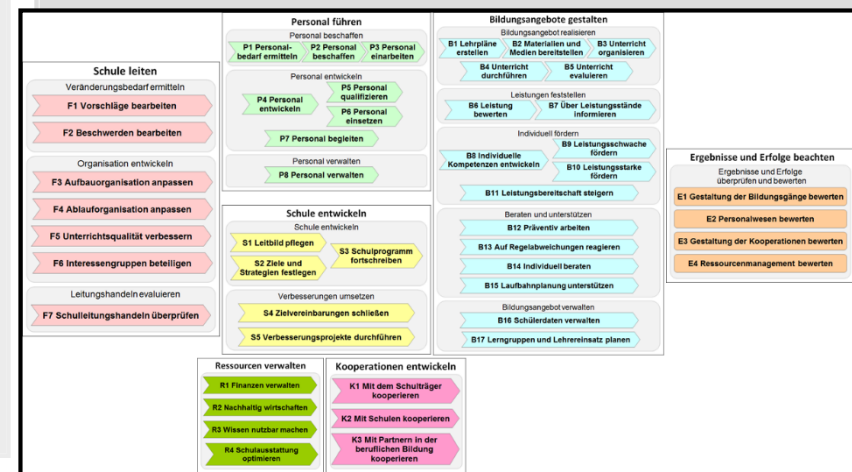 Schule leiten
Veränderungsbedarf ermitteln
F1 Vorschläge bearbeiten
F2 Beschwerden bearbeiten
Organisation entwickeln
F3 Aufbauorganisation anpassen
F4 Ablauforganisation anpassen
F5 Unterrichtsqualität verbessern
F6 Interessengruppen beteiligen
Leitungshandeln evaluieren
F7 Schulleitungshandeln überprüfen
Personal führen
Personal beschaffen
P1 Personal-
bedarf ermitteln
P2 Personal
beschaffen
P3 Personal
einarbeiten
Personal entwickeln
P4 Personal
entwickeln
P5 Personal
qualifizieren
P6 Personal
einsetzen
P7 Personal begleiten
Personal verwalten
P8 Personal verwalten
Schule entwickeln
Schule entwickeln
S1 Leitbild pflegen
S2 Ziele und
Strategien festlegen
S3 Schulprogramm
fortschreiben
Verbesserungen umsetzen
S4 Zielvereinbarungen schließen
S5 Verbesserungsprojekte durchführen
Bildungsangebote gestalten
Bildungsangebot realisieren
B1 Lehrpläne
erstellen
B2 Materialien und
Medien bereitstellen
B3 Unterricht
organisieren
B4 Unterricht
durchführen
B5 Unterricht
evaluieren
Leistungen feststellen
B6 Leistung
bewerten
B7 Über Leistungsstände
informieren
Individuell fördern
B8 Individuelle
Kompetenzen entwickeln
B9 Leistungsschwache
fördern
B10 Leistungsstarke
fördern
B11 Leistungsbereitschaft steigern
Beraten und unterstützen
B12 Präventiv arbeiten
B13 Auf Regelabweichungen reagieren
B14 Individuell beraten
B15 Laufbahnplanung unterstützen
Bildungsangebot verwalten
B16 Schülerdaten verwalten
B17 Lerngruppen und Lehrereinsatz planen
Ergebnisse und Erfolge beachten
Ergebnisse und Erfolge
überprüfen und bewerten
E1 Gestaltung der Bildungsgänge bewerten
E2 Personalwesen bewerten
E3 Gestaltung der Kooperationen bewerten
E4 Ressourcenmanagement bewerten
Ressourcen verwalten
R1 Finanzen verwalten
R2 Nachhaltig wirtschaften
R3 Wissen nutzbar machen
R4 Schulausstattung
optimieren
Kooperationen entwickeln
K1 Mit dem Schulträger
kooperieren
K2 Mit Schulen kooperieren
K3 Mit Partnern in der
beruflichen Bildung
kooperieren